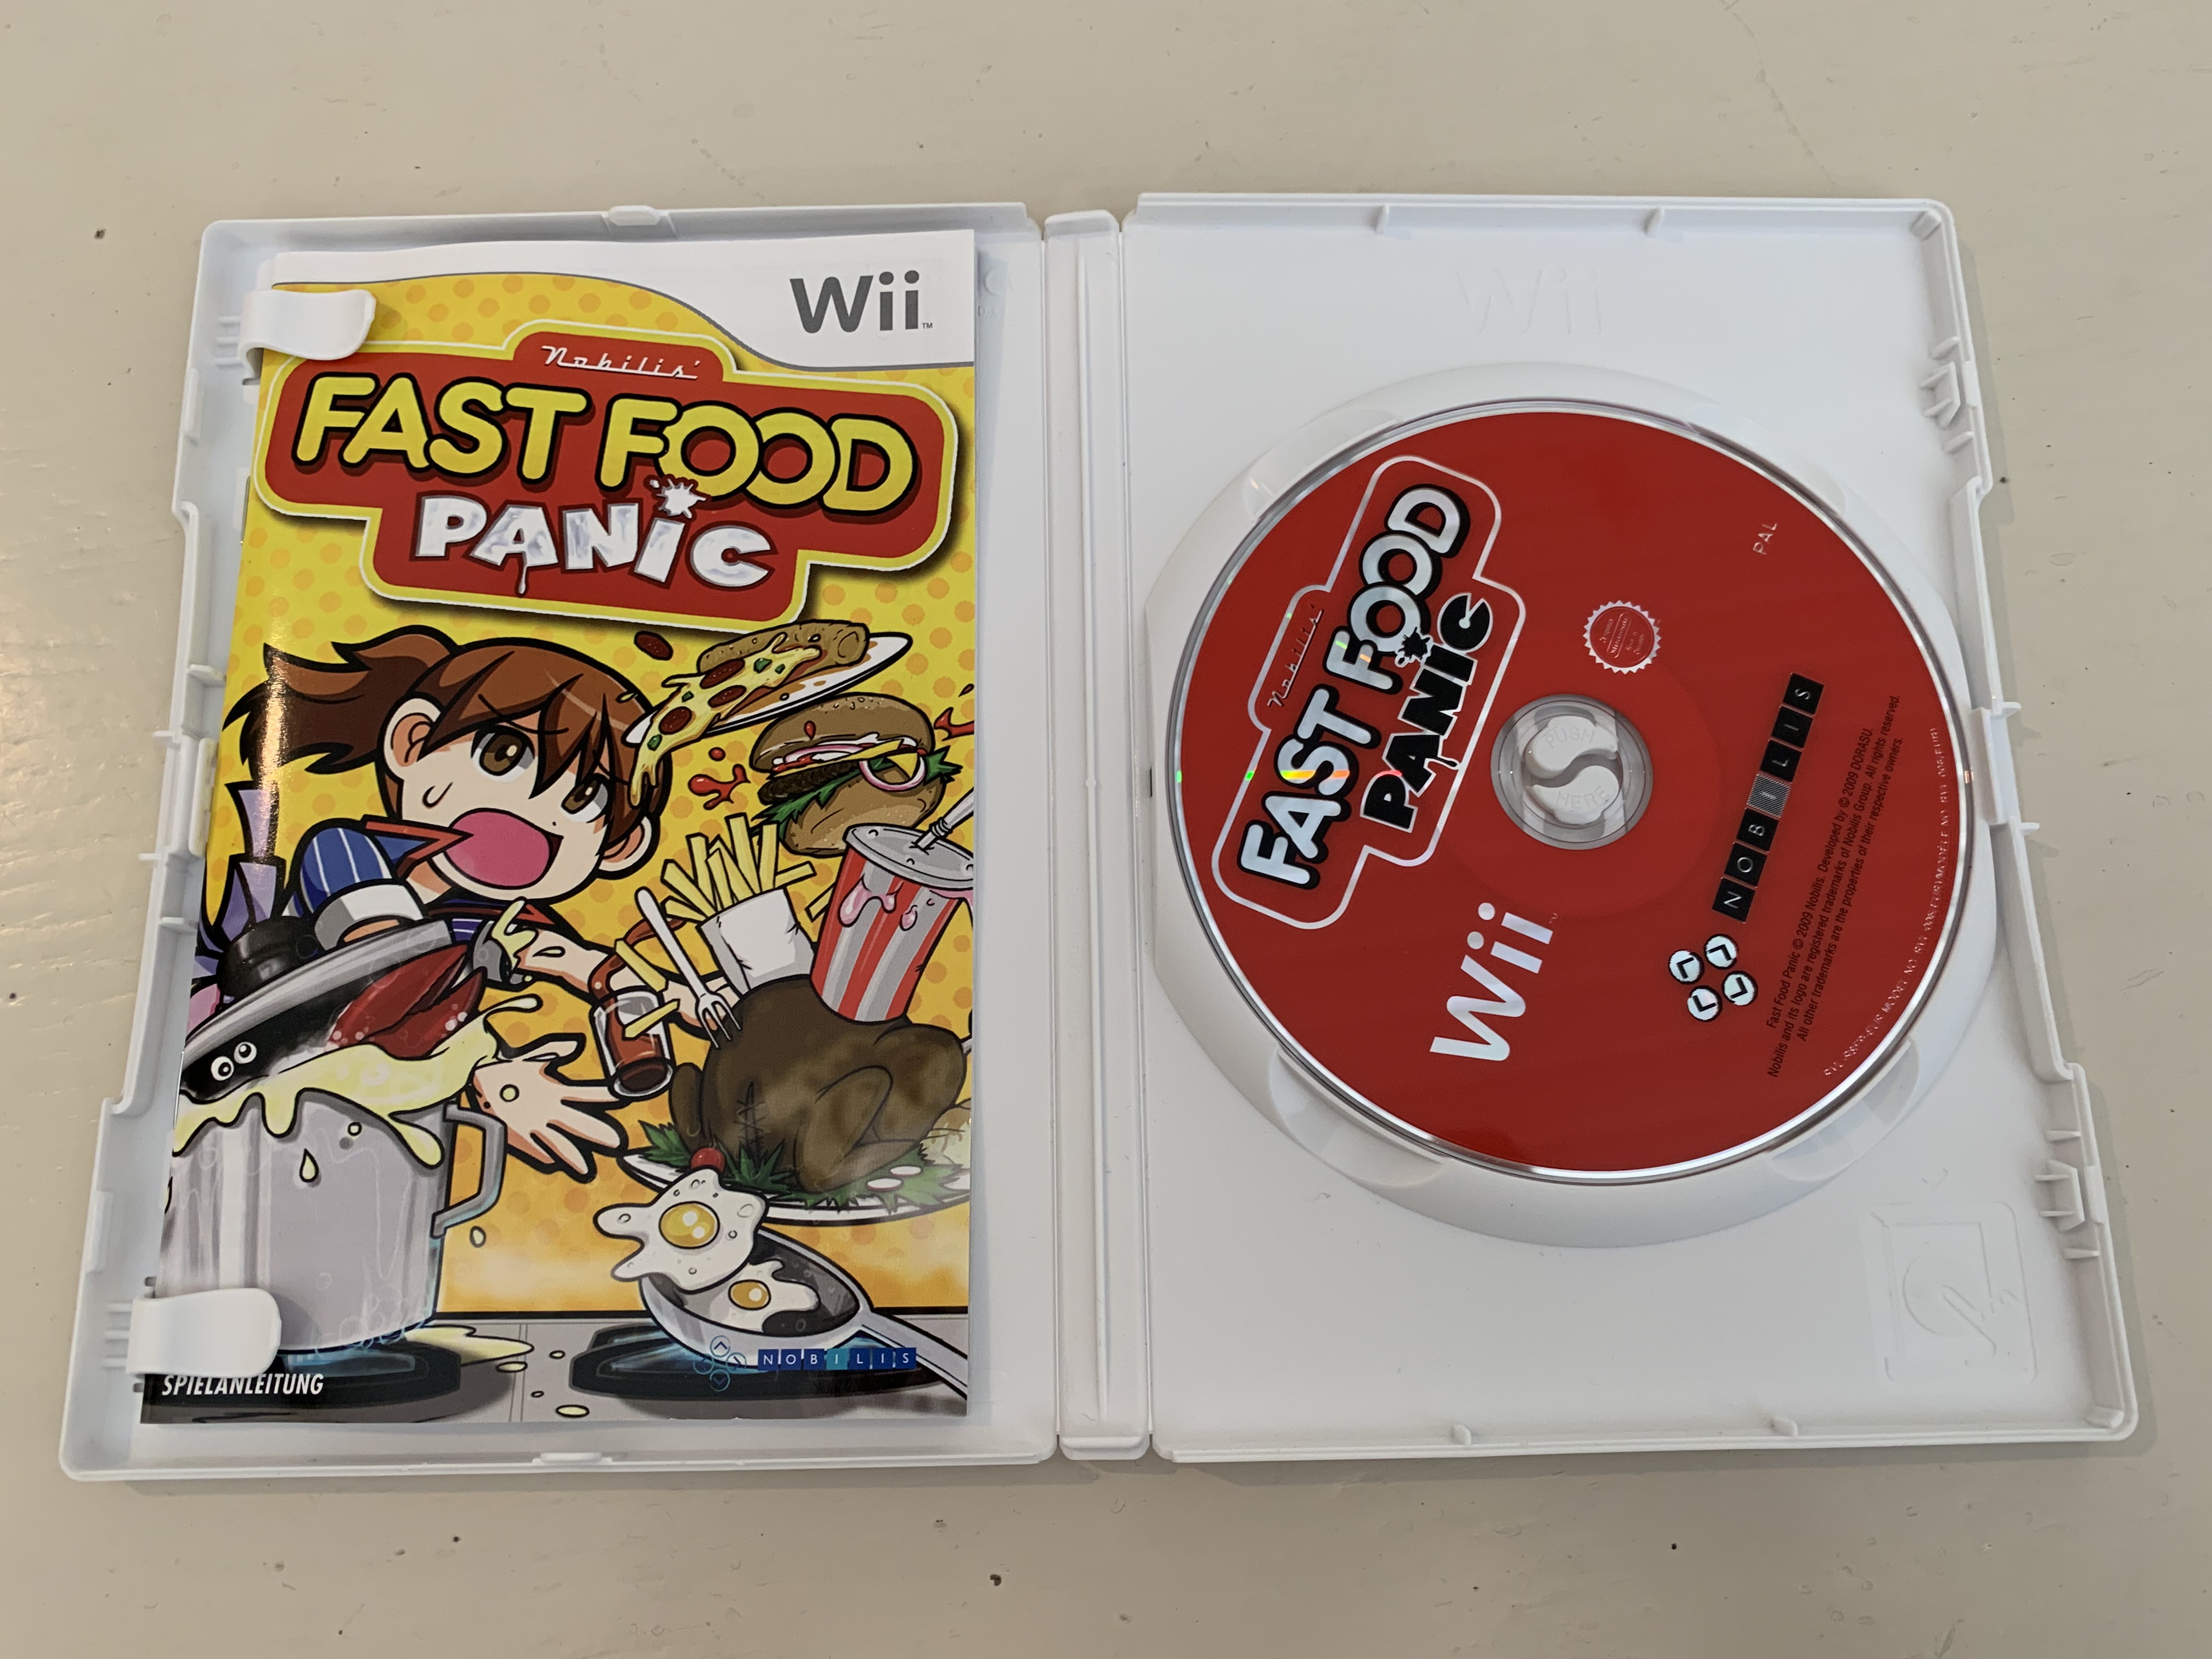 Wii™
Nobilis'
FAST FOOD
PANIC
NOBILIS
SPIELANLEITUNG
Wii
Nobilis'
FAST FOOD
PANIC
Wii™
PAL
PUSH
HERE
NOBILIS
Fast Food Panic © 2009 Nobilis. Developed by © 2009 DORASU.
Nobilis and its logo are registered trademarks of Nobilis Group. All rights reserved.
All other trademarks are the properties of their respective owners.